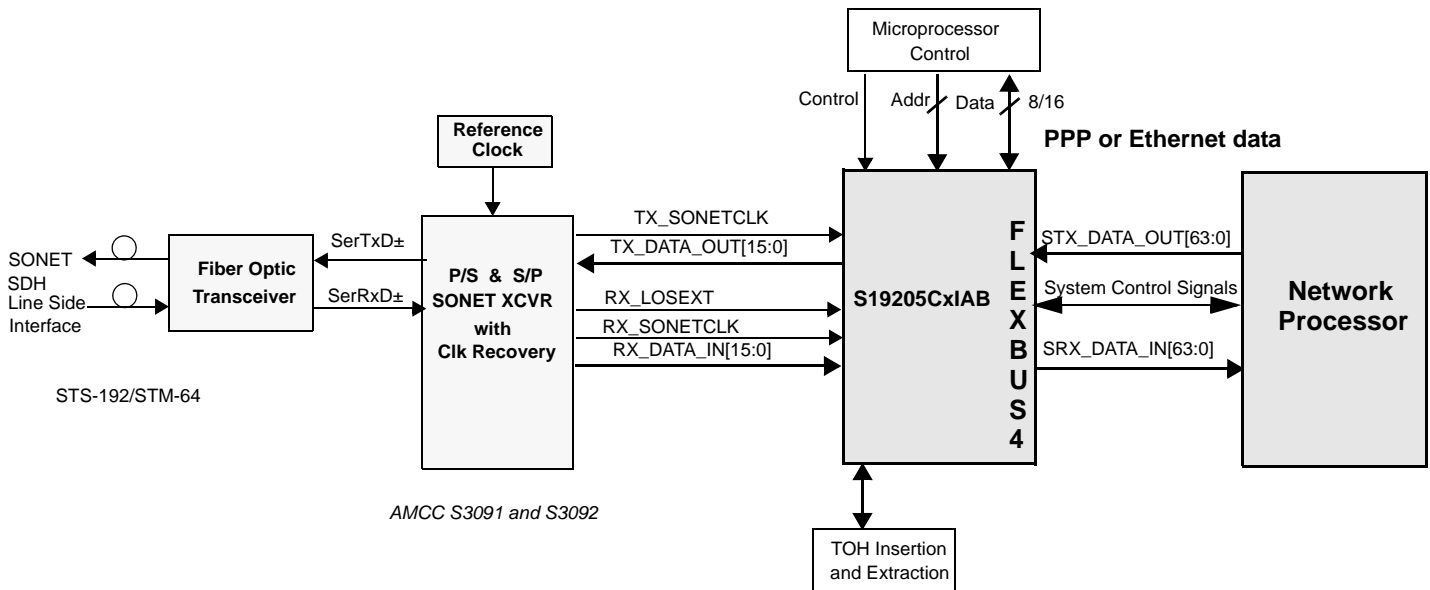 Microprocessor
Control
Control
Addr
Data
8/16
PPP or Ethernet data
Reference
Clock
SONET
SDH
Line Side
Interface
STS-192/STM-64
Fiber Optic
Transceiver
SerTxD±
SerRxD±
P/S & S/P
SONET XCVR
with
Clk Recovery
AMCC S3091 and S3092
TX_SONETCLK
TX_DATA_OUT[15:0]
RX_LOSEXT
RX_SONETCLK
RX_DATA_IN[15:0]
S19205CxIAB
F
L
E
X
B
U
S
4
STX_DATA_OUT[63:0]
System Control Signals
SRX_DATA_IN[63:0]
Network
Processor
TOH Insertion
and Extraction